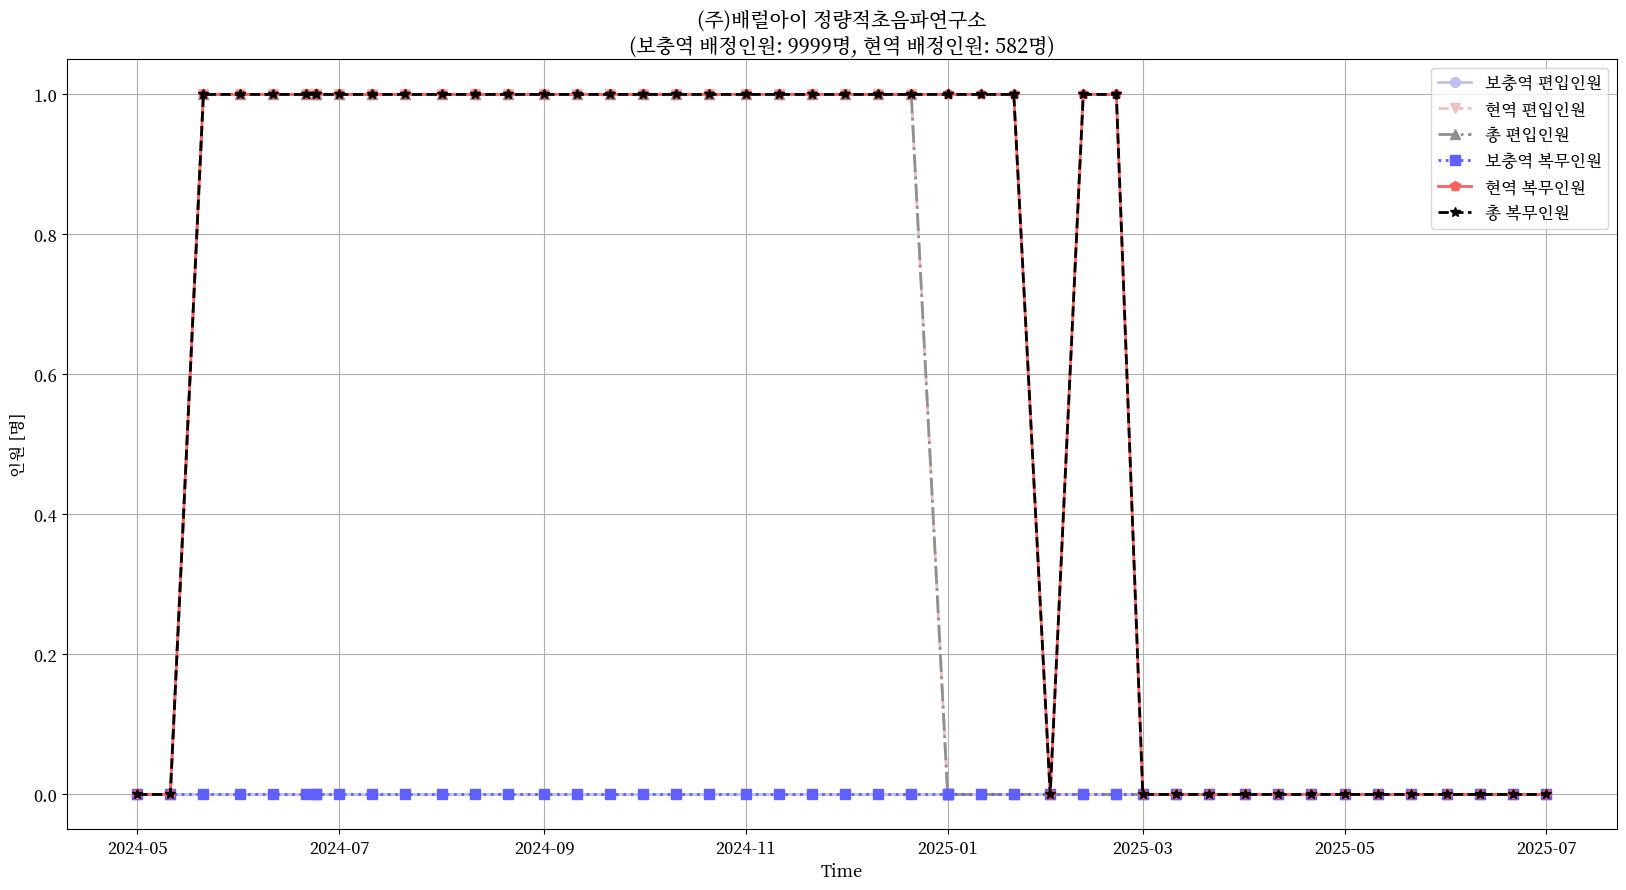 (주)배럴아이 정량적초음파연구소
(보충역 배정인원: 9999명, 현역 배정인원: 582명)
보충역 편입인원
현역 편입인원
총 편입인원
보충역 복무인원
현역 복무인원
총 복무인원
1.0
0.8
0.6
0.4
0.2
0.0
인원 [명]
2024-05 2024-07 2024-09 2024-11 2025-01 2025-03 2025-05 2025-07
Time